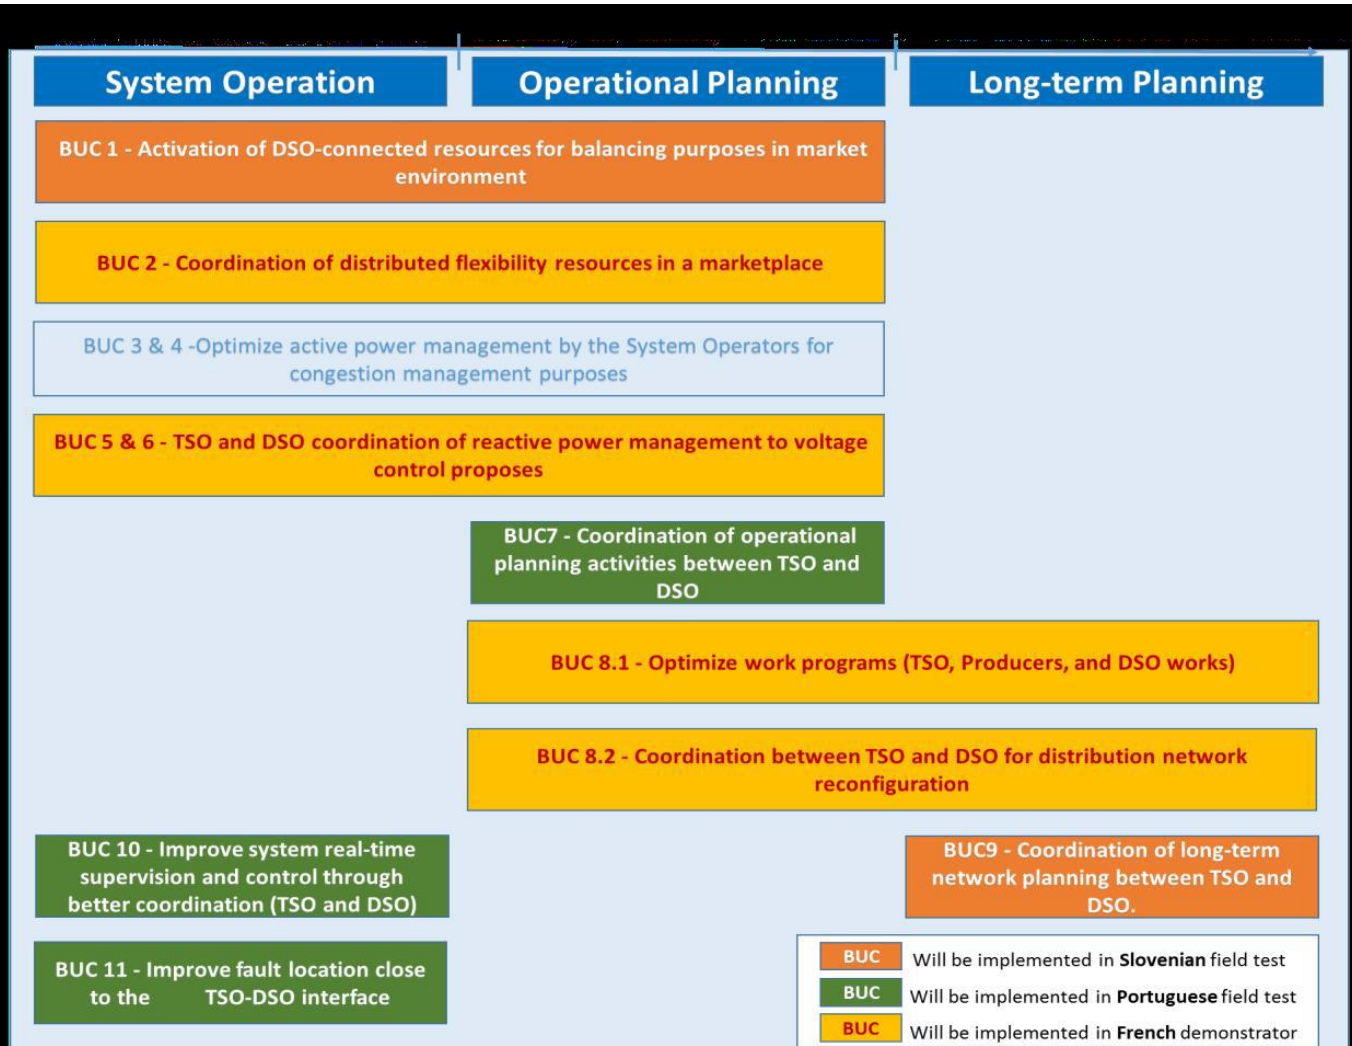 System Operation
Operational Planning
Long-term Planning
BUC 1 - Activation of DSO-connected resources for balancing purposes in market
environment
BUC 2 - Coordination of distributed flexibility resources in a marketplace
BUC 3 & 4 -Optimize active power management by the System Operators for
congestion management purposes
BUC 5 & 6 - TSO and DSO coordination of reactive power management to voltage
control proposes
BUC7 - Coordination of operational
planning activities between TSO and
DSO
BUC 8.1 - Optimize work programs (TSO, Producers, and DSO works)
BUC 8.2 - Coordination between TSO and DSO for distribution network
reconfiguration
BUC 10 - Improve system real-time
supervision and control through
better coordination (TSO and DSO)
BUC9 - Coordination of long-term
network planning between TSO and
DSO.
BUC 11 - Improve fault location close
to the TSO-DSO interface
BUC Will be implemented in Slovenian field test
BUC Will be implemented in Portuguese field test
BUC Will be implemented in French demonstrator